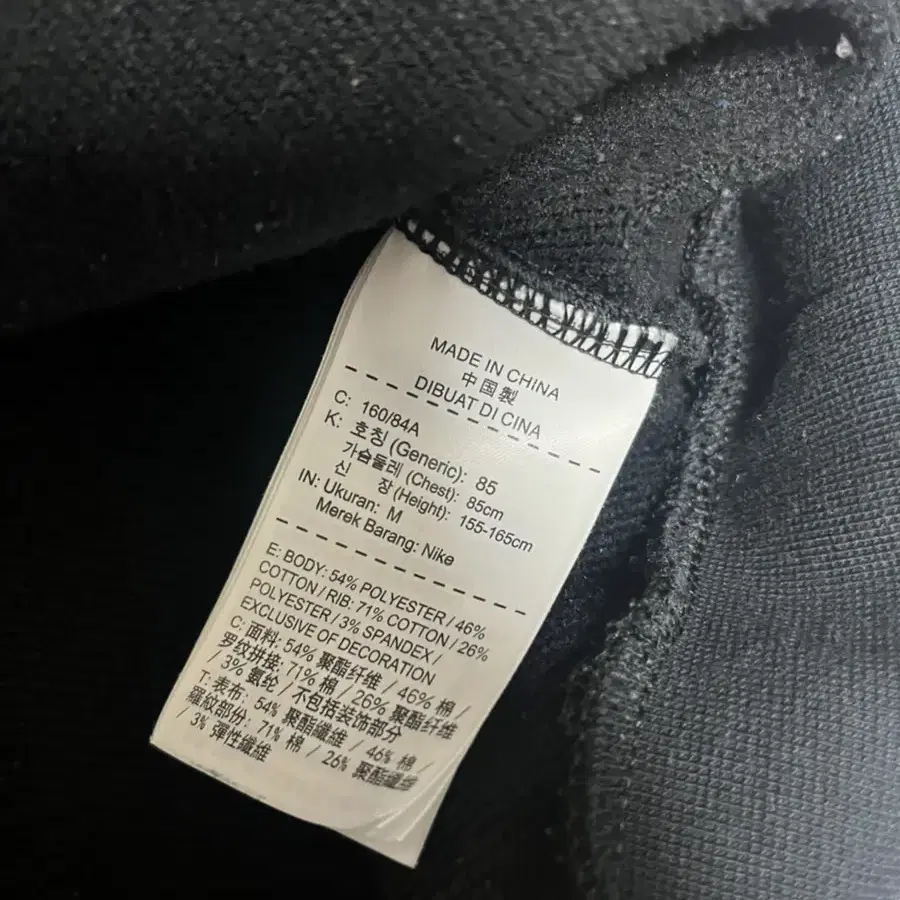 MADE IN CHINA
中国製
DIBUAT DI CINA
C: 160/84A
K: 호칭 (Generic): 85
가슴둘레 (Chest): 85cm
신 장 (Height): 155-165cm
IN: Ukuran: M
Merek Barang: Nike
E: BODY: 54% POLYESTER / 46%
COTTON / RIB: 71% COTTON / 26%
POLYESTER / 3% SPANDEX /
EXCLUSIVE OF DECORATION
C: 面料: 54% 聚酯纤维 / 46% 棉 /
罗纹拼接: 71% 棉 / 26% 聚酯纤维
/ 3% 氨纶 / 不包括装饰部分
T: 表布: 54% 聚酯纖維 / 46% 棉 /
羅紋部份: 71% 棉 / 26% 聚酯纖維
/ 3% 彈性纖維